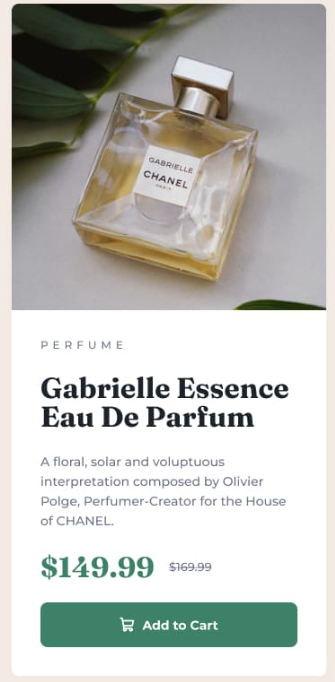 GABRIELLE
CHANEL
PARIS
PERFUME
Gabrielle Essence
Eau De Parfum
A floral, solar and voluptuous
interpretation composed by Olivier
Polge, Perfumer-Creator for the House
of CHANEL.
$149.99 $169.99
Add to Cart